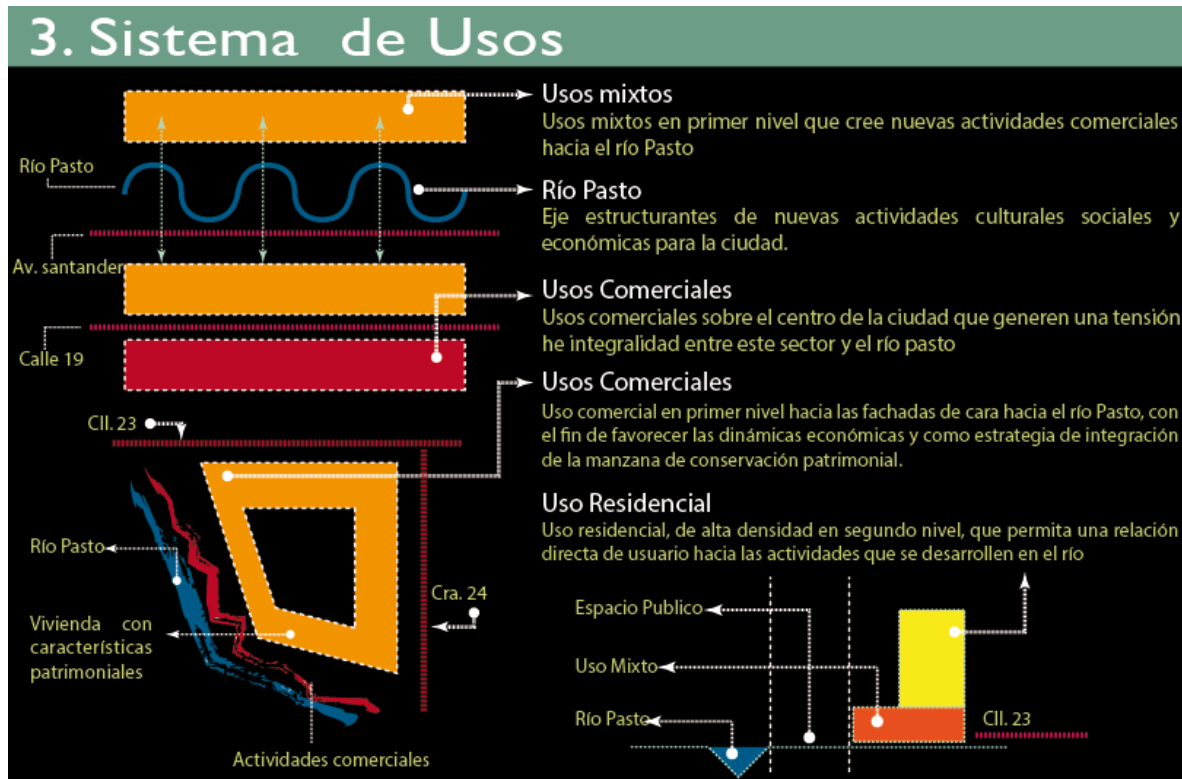 3. Sistema de Usos
Usos mixtos
Usos mixtos en primer nivel que cree nuevas actividades comerciales
hacia el río Pasto
Río Pasto
Río Pasto
Eje estructurantes de nuevas actividades culturales sociales y
económicas para la ciudad.
Av. santander
Usos Comerciales
Usos comerciales sobre el centro de la ciudad que generen una tensión
he integralidad entre este sector y el río pasto
Calle 19
Usos Comerciales
Uso comercial en primer nivel hacia las fachadas de cara hacia el río Pasto, con
el fin de favorecer las dinámicas económicas y como estrategia de integración
de la manzana de conservación patrimonial.
Cll. 23
Río Pasto
Cra. 24
Vivienda con
características
patrimoniales
Actividades comerciales
Uso Residencial
Uso residencial, de alta densidad en segundo nivel, que permita una relación
directa de usuario hacia las actividades que se desarrollen en el río
Espacio Publico
Uso Mixto
Río Pasto
Cll. 23